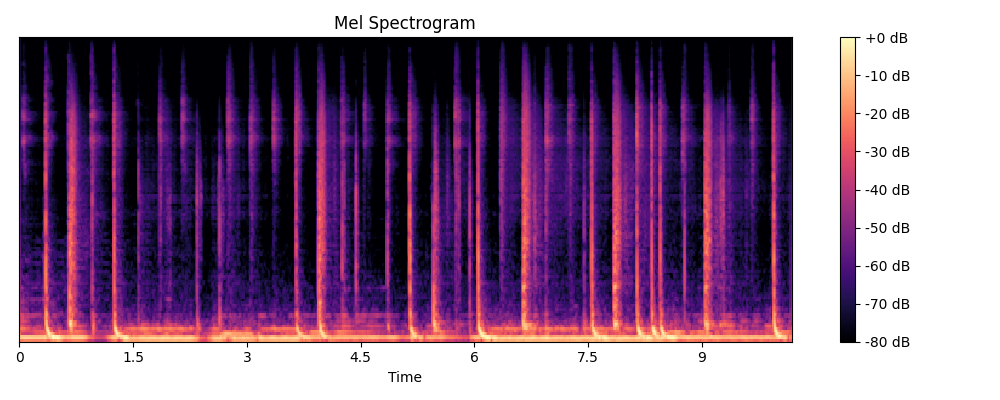 Mel Spectrogram
+0 dB
-10 dB
-20 dB
-30 dB
-40 dB
-50 dB
-60 dB
-70 dB
-80 dB
0 1.5 3 4.5 6 7.5 9
Time